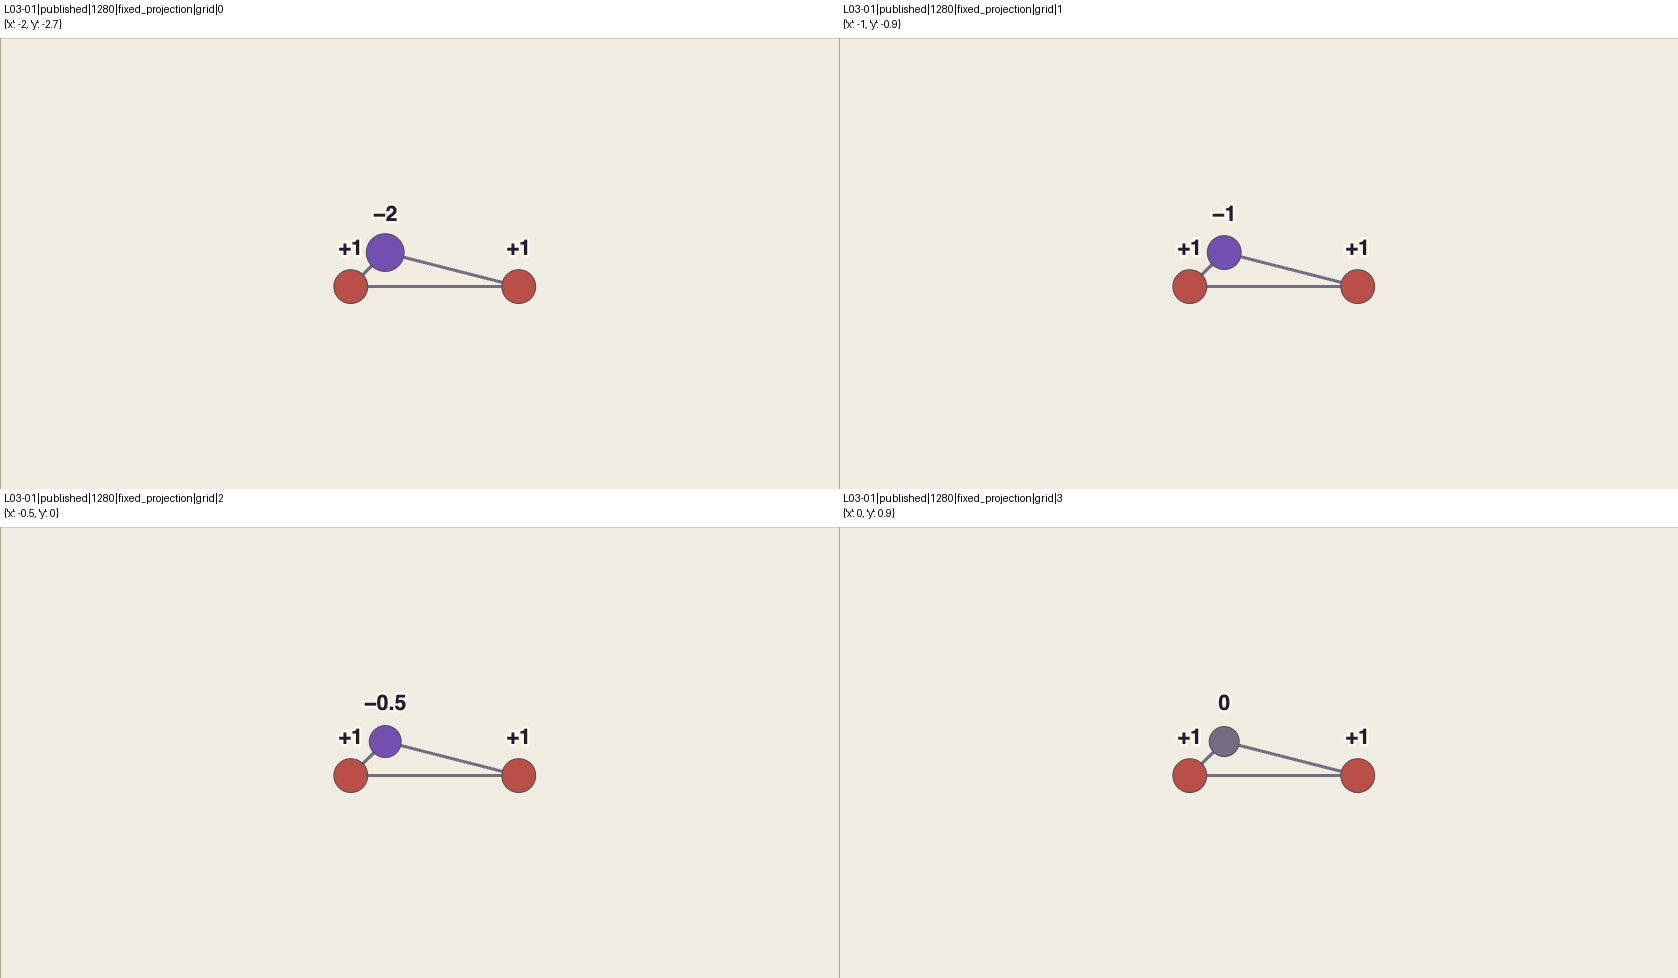 L03-01|published|1280|fixed_projection|grid|0
{'x': -2, 'y': -2.7}
−2
+1
+1
L03-01|published|1280|fixed_projection|grid|1
{'x': -1, 'y': -0.9}
−1
+1
+1
L03-01|published|1280|fixed_projection|grid|2
{'x': -0.5, 'y': 0}
−0.5
+1
+1
L03-01|published|1280|fixed_projection|grid|3
{'x': 0, 'y': 0.9}
0
+1
+1